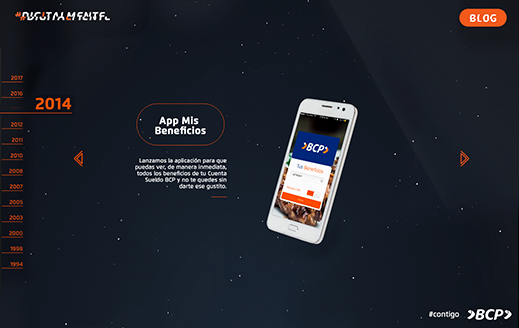 BLOG
2017
2016
2014
2012
2011
2010
2008
2006
2005
2003
2002
2000
1998
1994
App Mis
Beneficios
Lanzamos la aplicación para que
puedas ver, de manera inmediata,
todos los beneficios de tu Cuenta
Sueldo BCP y no te quedes sin
darte ese gustito.
BCP
Tus Beneficios
#contigo
BCP